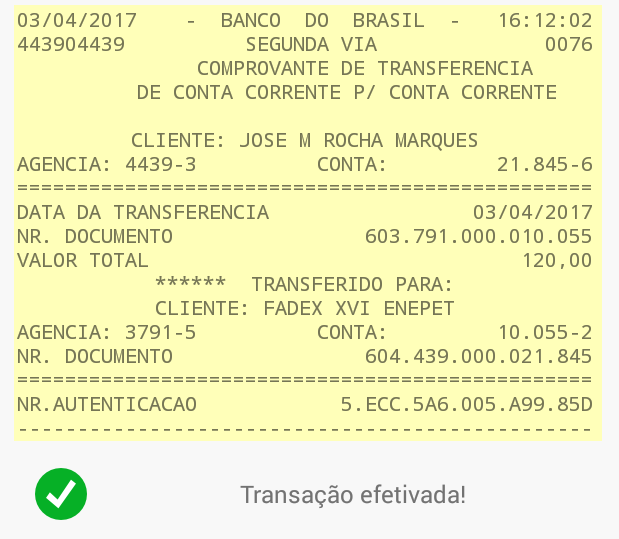 03/04/2017 - BANCO DO BRASIL - 16:12:02
443904439 SEGUNDA VIA 0076
COMPROVANTE DE TRANSFERENCIA
DE CONTA CORRENTE P/ CONTA CORRENTE
CLIENTE: JOSE M ROCHA MARQUES
AGENCIA: 4439-3 CONTA: 21.845-6
================================================
DATA DA TRANSFERENCIA 03/04/2017
NR. DOCUMENTO 603.791.000.010.055
VALOR TOTAL 120,00
****** TRANSFERIDO PARA:
CLIENTE: FADEX XVI ENEPET
AGENCIA: 3791-5 CONTA: 10.055-2
NR. DOCUMENTO 604.439.000.021.845
================================================
NR.AUTENTICACAO 5.ECC.5A6.005.A99.85D
------------------------------------------------
Transação efetivada!